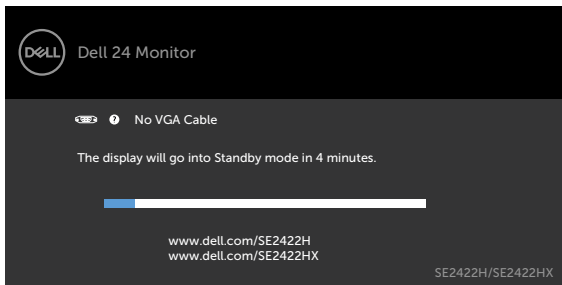 DELL
Dell 24 Monitor
? No VGA Cable
The display will go into Standby mode in 4 minutes.
www.dell.com/SE2422H
www.dell.com/SE2422HX
SE2422H/SE2422HX